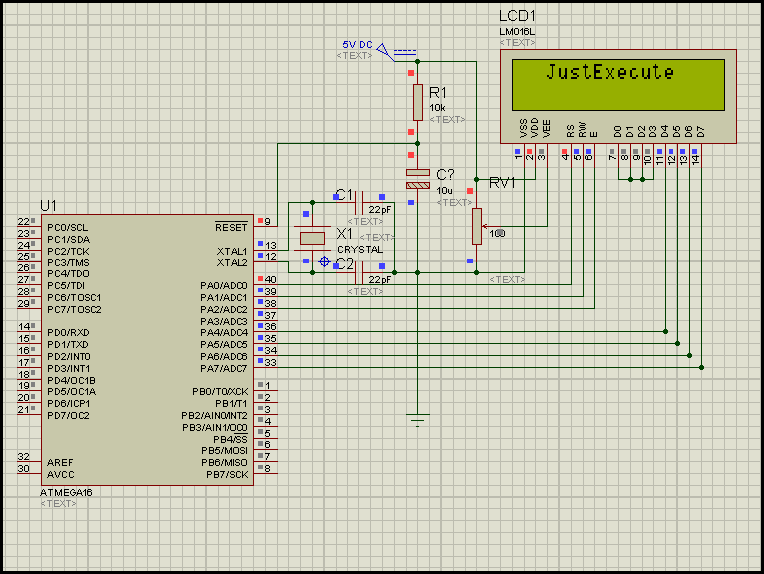 LCD1
LM016L
<TEXT>
JustExecute
VSS
VDD
VEE
RS
RW
E
D0
D1
D2
D3
D4
D5
D6
D7
1
2
3
4
5
6
7
8
9
10
11
12
13
14
5V DC
<TEXT>
R1
10k
<TEXT>
C?
10u
<TEXT>
RV1
100
<TEXT>
C1
22pF
<TEXT>
X1
CRYSTAL
<TEXT>
C2
22pF
<TEXT>
U1
22 PC0/SCL
23 PC1/SDA
24 PC2/TCK
25 PC3/TMS
26 PC4/TDO
27 PC5/TDI
28 PC6/TOSC1
29 PC7/TOSC2
14 PD0/RXD
15 PD1/TXD
16 PD2/INT0
17 PD3/INT1
18 PD4/OC1B
19 PD5/OC1A
20 PD6/ICP1
21 PD7/OC2
32 AREF
30 AVCC
RESET 9
XTAL1 13
XTAL2 12
PA0/ADC0 40
PA1/ADC1 39
PA2/ADC2 38
PA3/ADC3 37
PA4/ADC4 36
PA5/ADC5 35
PA6/ADC6 34
PA7/ADC7 33
PB0/T0/XCK 1
PB1/T1 2
PB2/AIN0/INT2 3
PB3/AIN1/OC0 4
PB4/SS 5
PB5/MOSI 6
PB6/MISO 7
PB7/SCK 8
ATMEGA16
<TEXT>